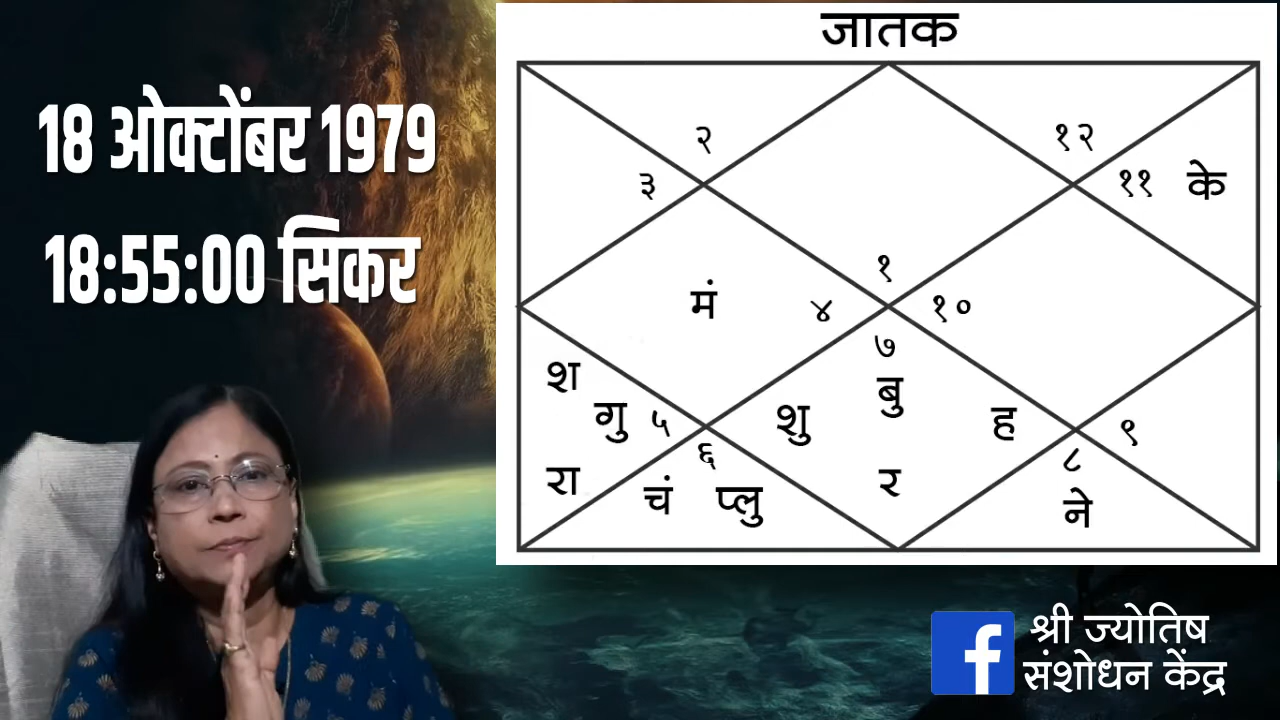 18 ओक्टोंबर 1979
18:55:00 सिकर
जातक
२
१२
३
११ के
१
मं ४
१०
७
श
बु
गु ५
शु
ह
९
६
८
रा
चं प्लु
र
ने
श्री ज्योतिष
संशोधन केंद्र